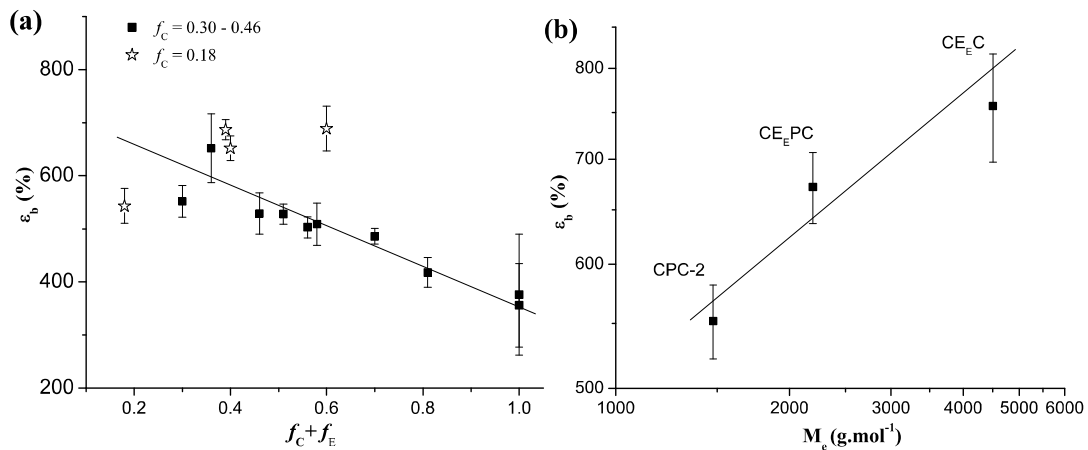 (a)
f_C = 0.30 - 0.46
f_C = 0.18
800
600
400
200
ε_b (%)
0.2 0.4 0.6 0.8 1.0
f_C+f_E
(b)
CE_EC
CE_EPC
CPC-2
800
700
600
500
ε_b (%)
1000 2000 3000 4000 5000 6000
M_e (g.mol⁻¹)